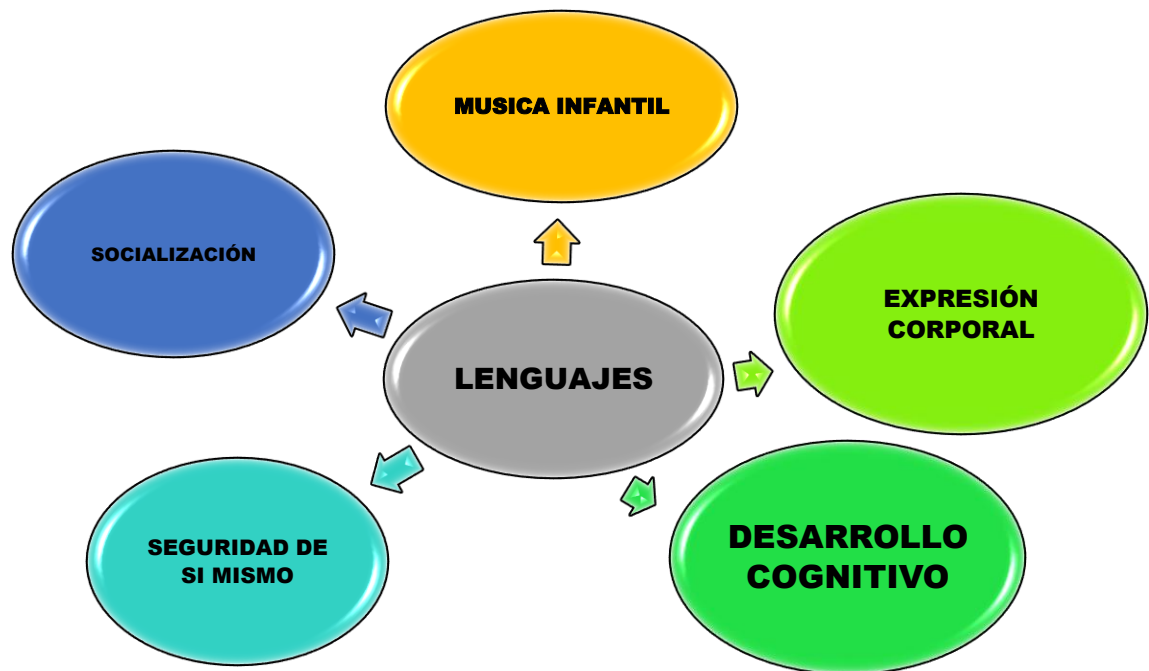 MUSICA INFANTIL
SOCIALIZACIÓN
EXPRESIÓN
CORPORAL
LENGUAJES
SEGURIDAD DE
SI MISMO
DESARROLLO
COGNITIVO